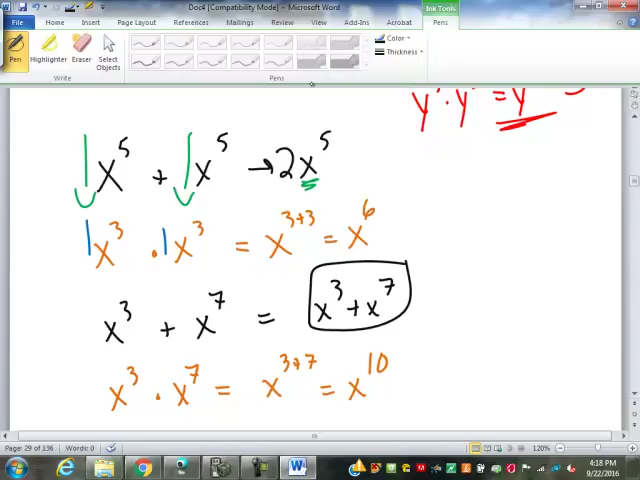 Doc4 [Compatibility Mode] - Microsoft Word
Ink Tools
File Home Insert Page Layout References Mailings Review View Add-Ins Acrobat Pens
Pen Highlighter Eraser Select Objects
Color
Thickness
Write
Pens
x⁵ + x⁵ → 2x⁵
1x³ · 1x³ = x³⁺³ = x⁶
x³ + x⁷ = x³ + x⁷
x³ · x⁷ = x³⁺⁷ = x¹⁰
Page: 29 of 136 Words: 0 120%
4:18 PM
9/22/2016